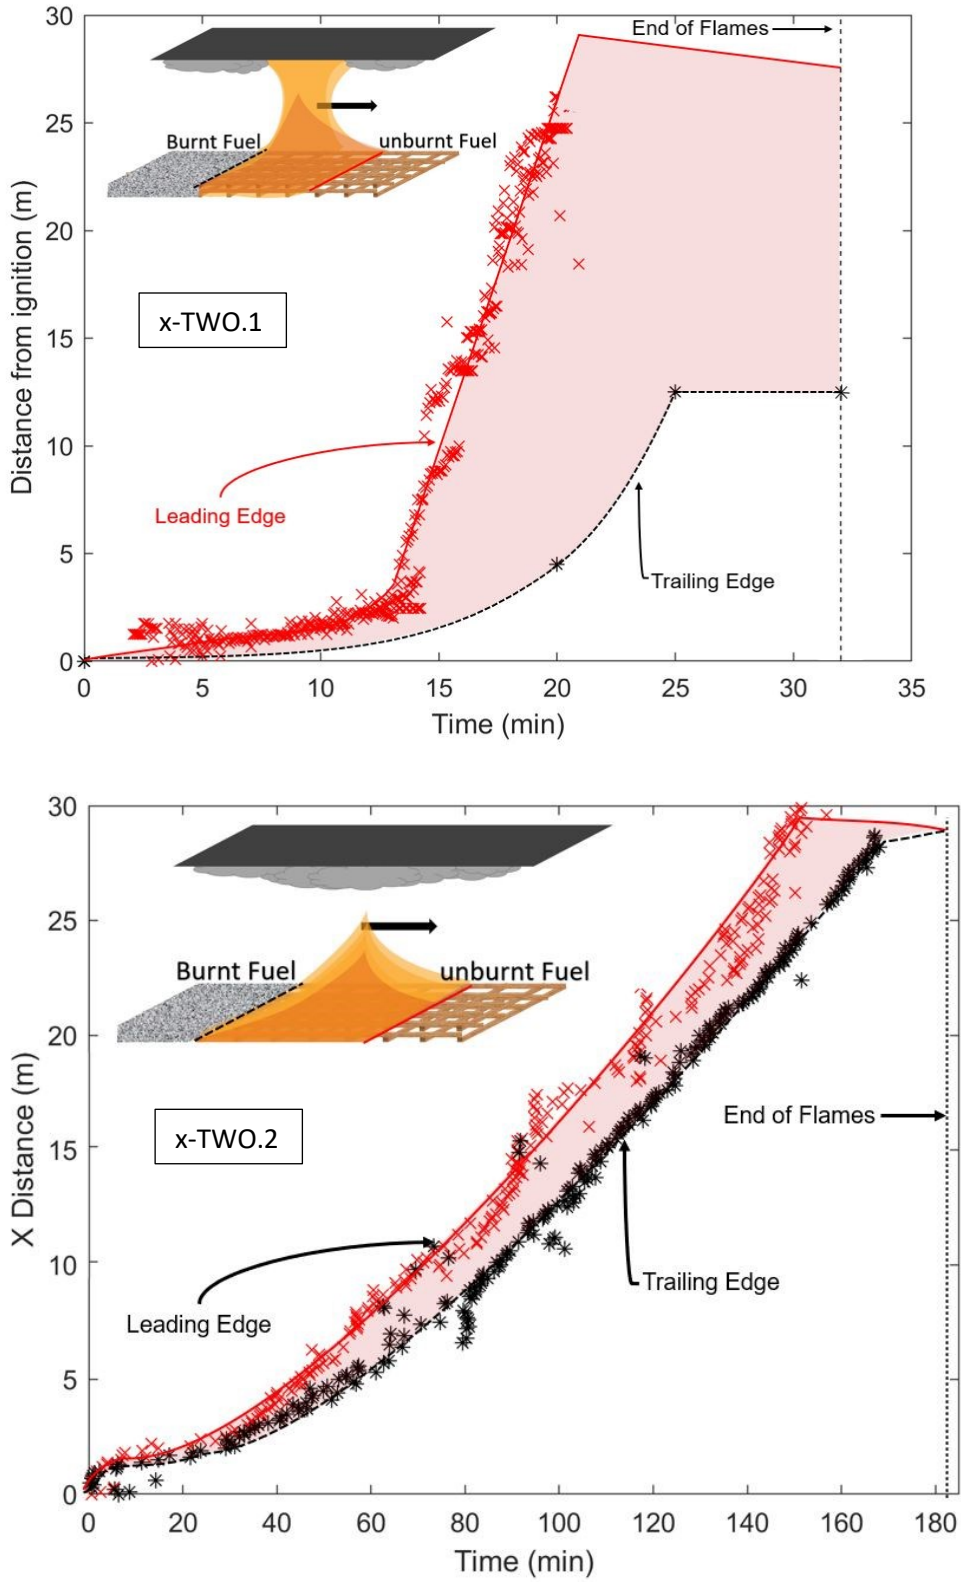 30
End of Flames
Burnt Fuel
unburnt Fuel
25
20
x-TWO.1
15
10
Leading Edge
5
Trailing Edge
0
Distance from ignition (m)
0 5 10 15 20 25 30 35
Time (min)
30
25
Burnt Fuel
unburnt Fuel
20
x-TWO.2
End of Flames
15
10
Trailing Edge
Leading Edge
5
0
X Distance (m)
0 20 40 60 80 100 120 140 160 180
Time (min)